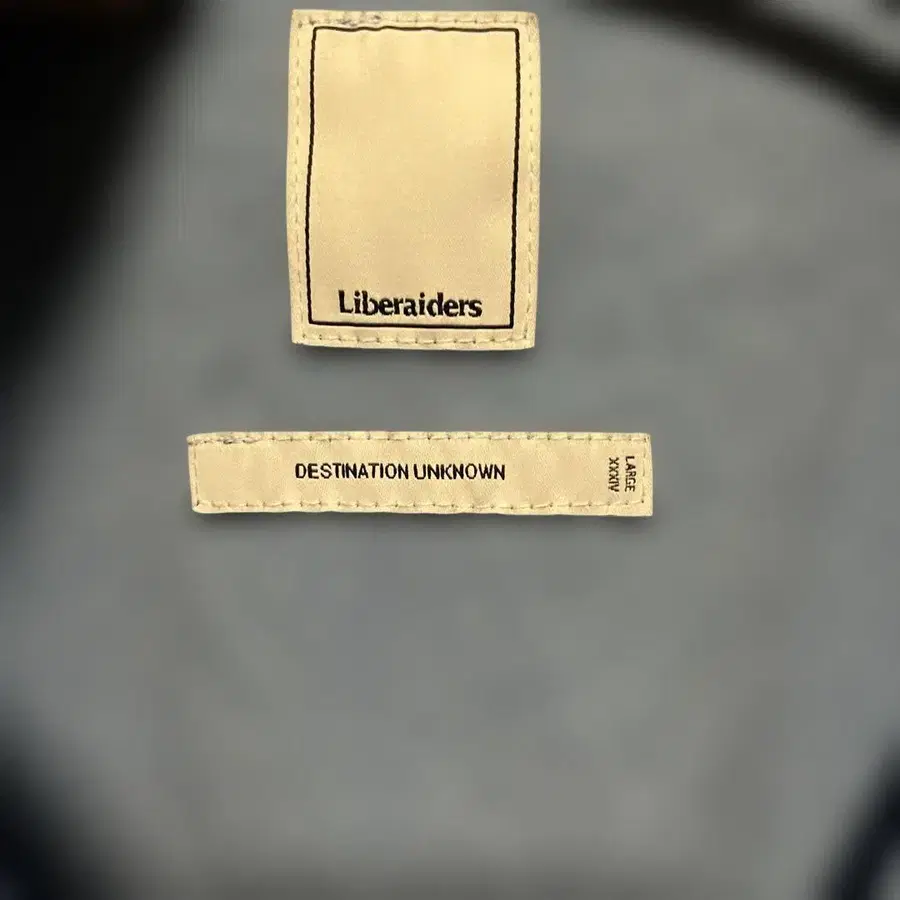 Liberaiders
DESTINATION UNKNOWN
LARGE
XXXIV